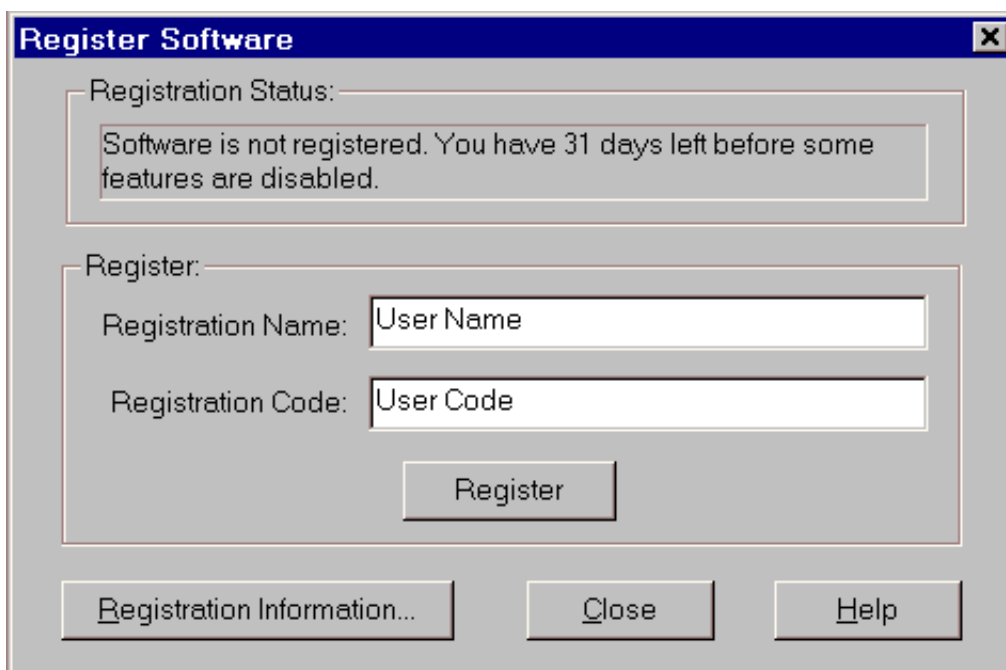 Register Software
Registration Status:
Software is not registered. You have 31 days left before some
features are disabled.
Register:
Registration Name: User Name
Registration Code: User Code
Register
Registration Information... Close Help